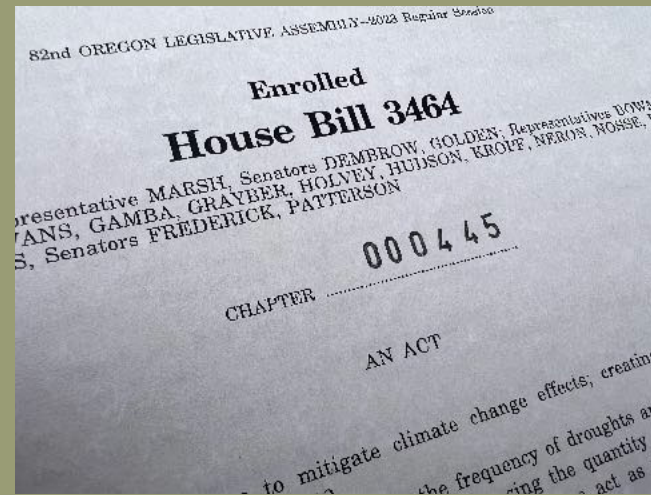 82nd OREGON LEGISLATIVE ASSEMBLY--2023 Regular Session
Enrolled
House Bill 3464
presentative MARSH, Senators DEMBROW, GOLDEN; Representatives BOWM
VANS, GAMBA, GRAYBER, HOLVEY, HUDSON, KROPF, NERON, NOSSE,
S, Senators FREDERICK, PATTERSON
CHAPTER 000445
AN ACT
to mitigate climate change effects; creating
the frequency of droughts
the quantity
act as